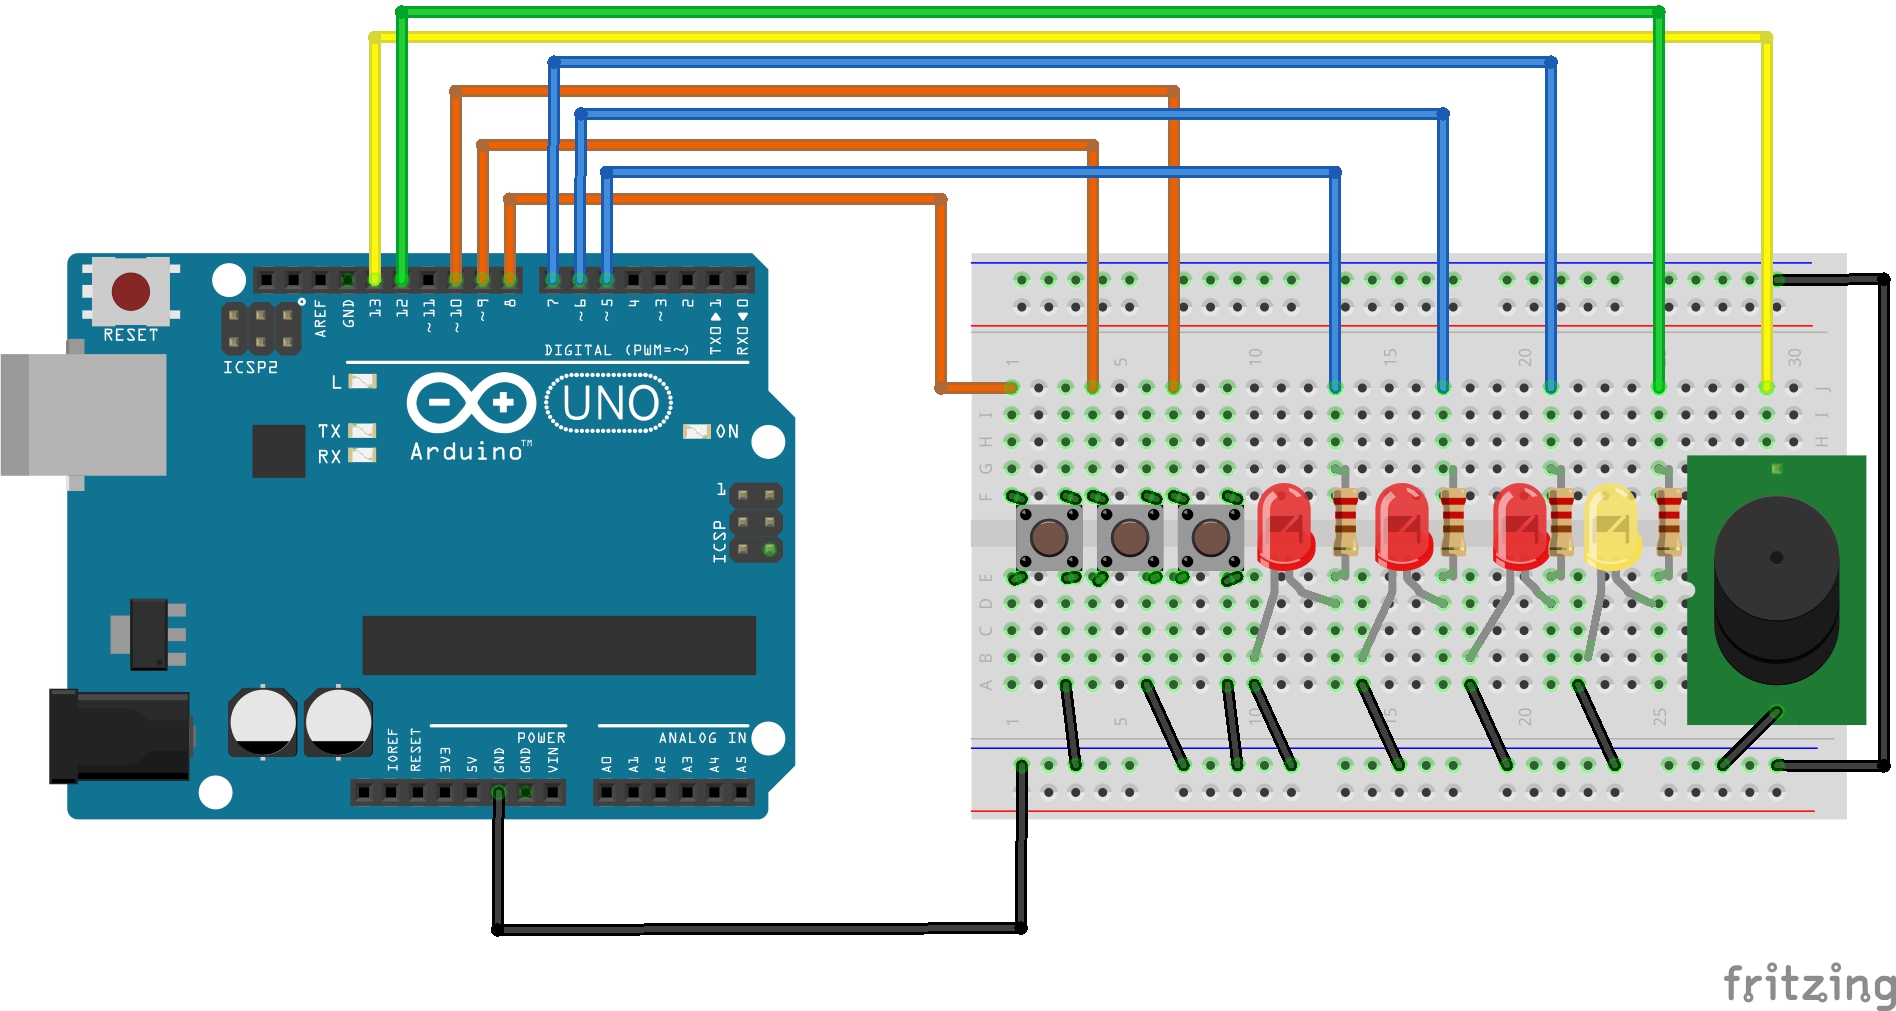 RESET
ICSP2
AREF
GND
13
12
~11
~10
~9
8
7
~6
~5
4
~3
2
TX0▶1
RX0◀0
DIGITAL (PWM=~)
L
TX
RX
UNO
Arduino™
ON
1
ICSP
IOREF
RESET
3V3
5V
GND
GND
VIN
POWER
ANALOG IN
A0
A1
A2
A3
A4
A5
1
5
10
15
20
30
J
I
H
G
F
E
D
C
B
A
J
I
H
1
5
10
15
20
25
fritzing